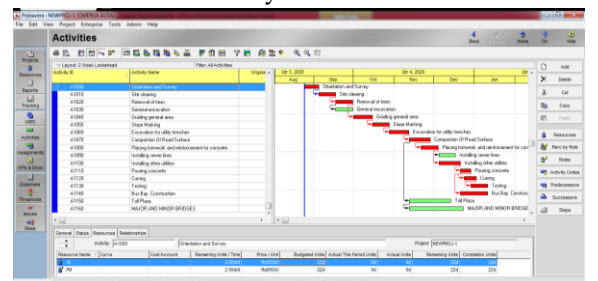 Primavera : NEWPROJ-1 (OMERGA AUSA)
File Edit View Project Enterprise Tools Admin Help
Activities
Back Home Dir Help
Layout: 2 Week Lookahead Filter: All Activities
Activity ID Activity Name Origina
Qtr 3, 2020 Qtr 4, 2020 Qtr
Aug Sep Oct Nov Dec Jan
A1000 Orientation and Survey Orientation and Survey
A1010 Site clearing Site clearing
A1020 Removal of trees Removal of trees
A1030 General excavation General excavation
A1040 Grading general area Grading general area
A1050 Slope Marking Slope Marking
A1060 Excavation for utility trenches Excavation for utility trenches
A1070 Compaction Of Road Surface Compaction Of Road Surface
A1080 Placing formwork and reinforcement for concrete Placing formwork and reinforcement for con
A1090 Installing sewer lines Installing sewer lines
A1100 Installing other utilities Installing other utilities
A1110 Pouring concrete Pouring concrete
A1120 Curing Curing
A1130 Testing Testing
A1140 Bus Bay Construction Bus Bay Construc
A1150 Toll Plaza Toll Plaza
A1160 MAJOR AND MINOR BRIDGES MAJOR AND MINOR BRIDG
Projects
Resources
Reports
Tracking
WBS
Activities
Assignments
WPs & Docs
Expenses
Thresholds
Issues
Risks
Add
Delete
Cut
Copy
Paste
Resources
Rsrc by Role
Roles
Activity Codes
Predecessors
Successors
Steps
General Status Resources Relationships
Activity A1000 Orientation and Survey Project NEWPROJ-1
Resource Name Curve Cost Account Remaining Units / Time Price / Unit Budgeted Units Actual This Period Units Actual Units Remaining Units Completion Units